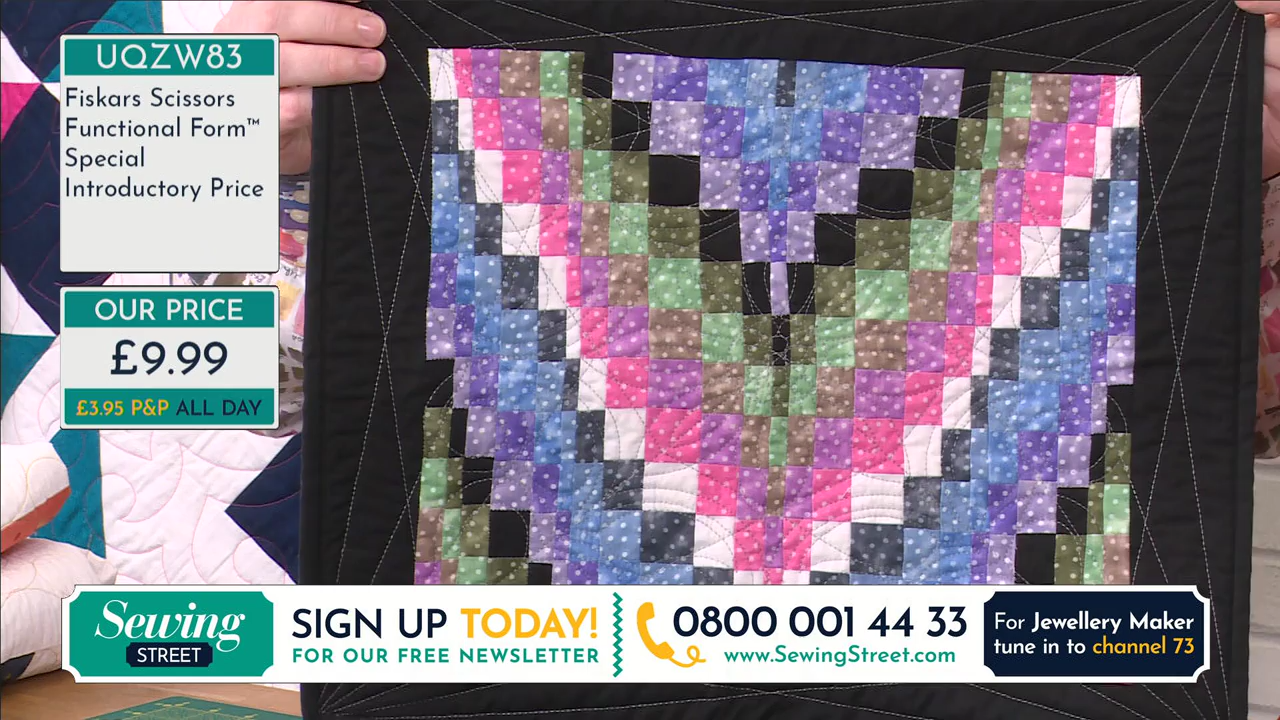 UQZW83
Fiskars Scissors
Functional Form™
Special
Introductory Price
OUR PRICE
£9.99
£3.95 P&P ALL DAY
Sewing
STREET
SIGN UP TODAY!
FOR OUR FREE NEWSLETTER
0800 001 44 33
www.SewingStreet.com
For Jewellery Maker
tune in to channel 73